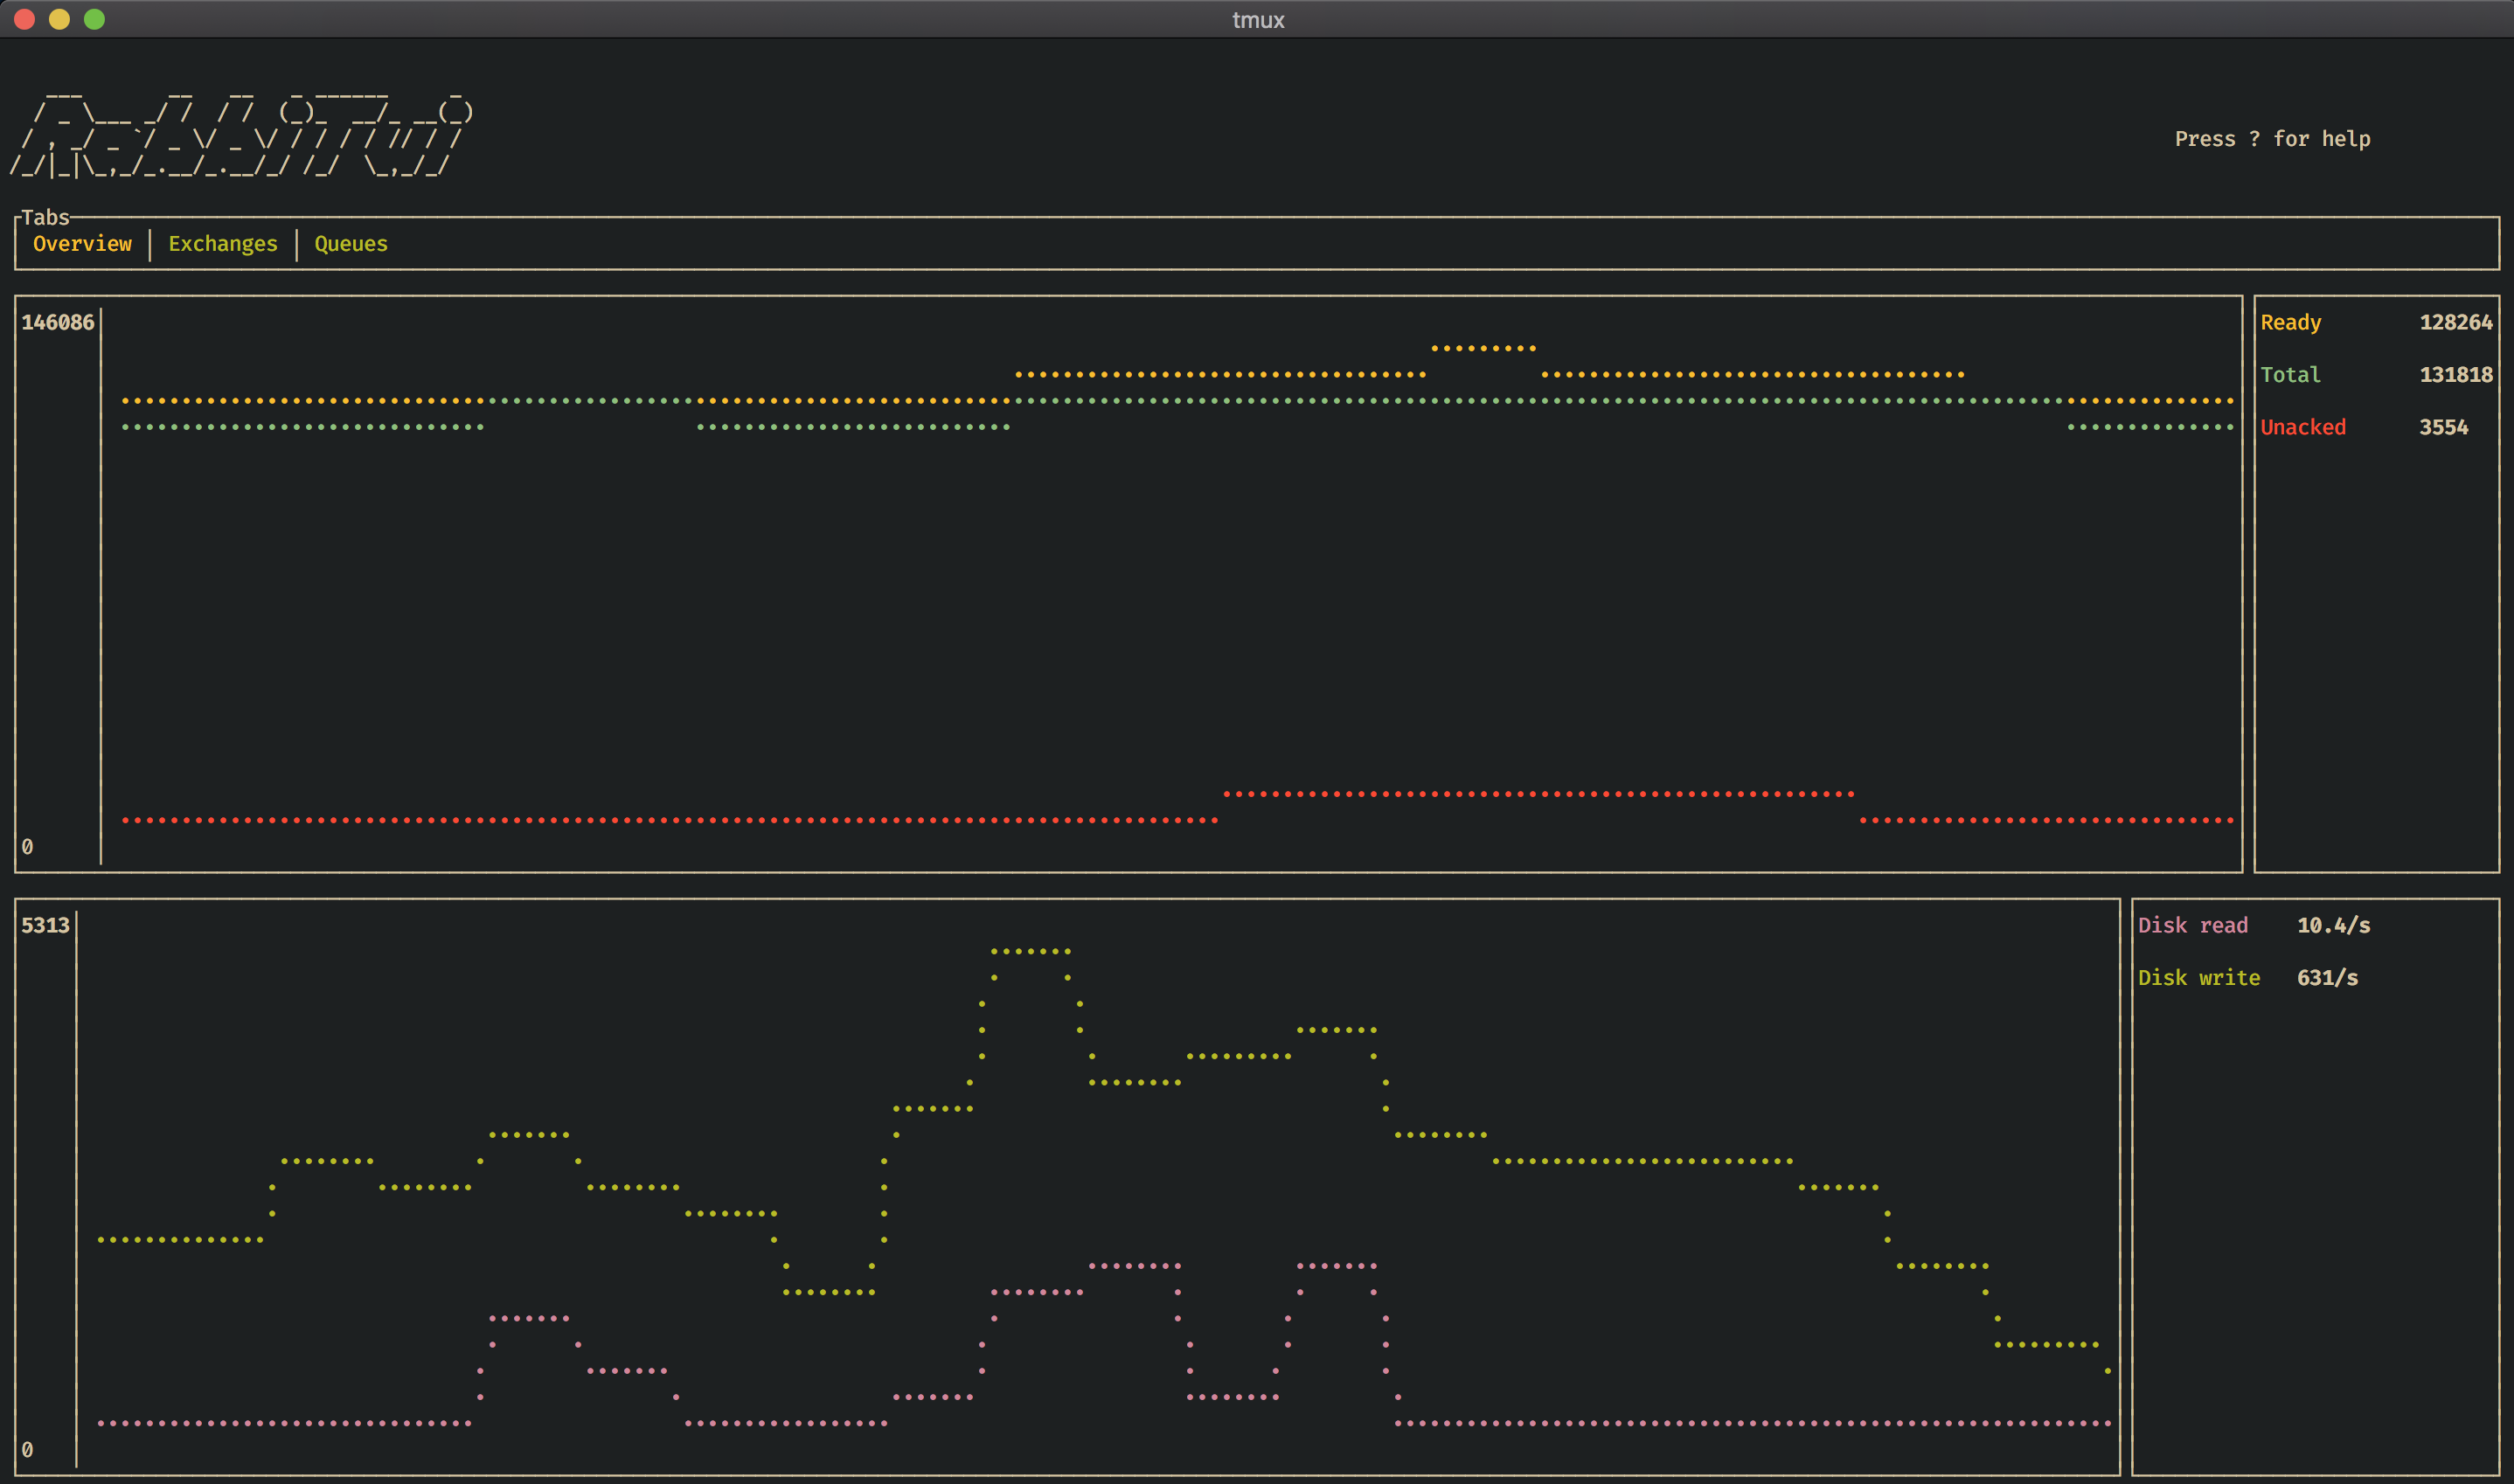 tmux
RabbiTui
Press ? for help
Tabs
Overview │ Exchanges │ Queues
146086
0
Ready 128264
Total 131818
Unacked 3554
5313
0
Disk read 10.4/s
Disk write 631/s